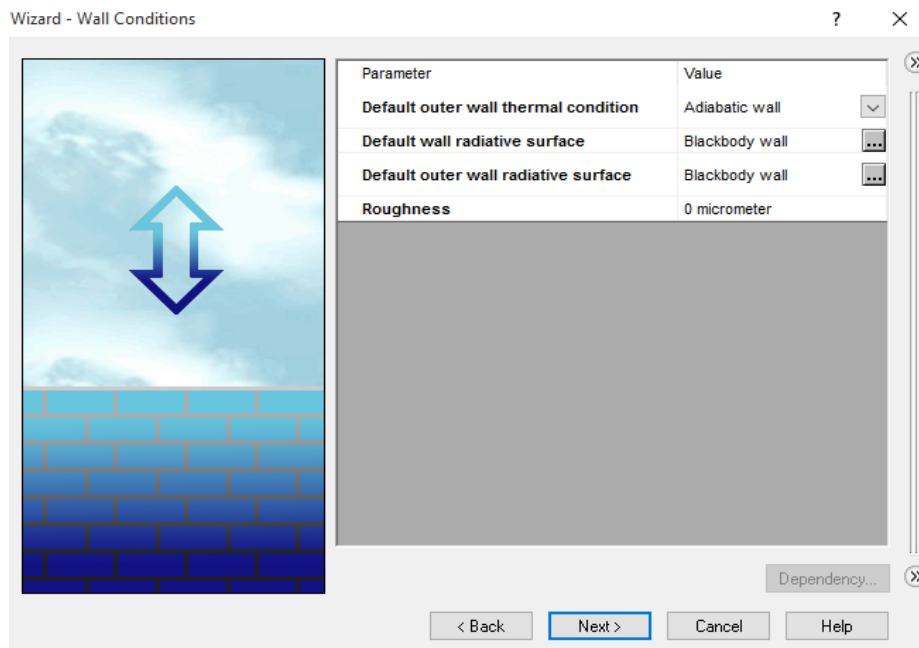 Wizard - Wall Conditions ? ×
Parameter Value
Default outer wall thermal condition Adiabatic wall
Default wall radiative surface Blackbody wall ...
Default outer wall radiative surface Blackbody wall ...
Roughness 0 micrometer
Dependency...
< Back Next > Cancel Help